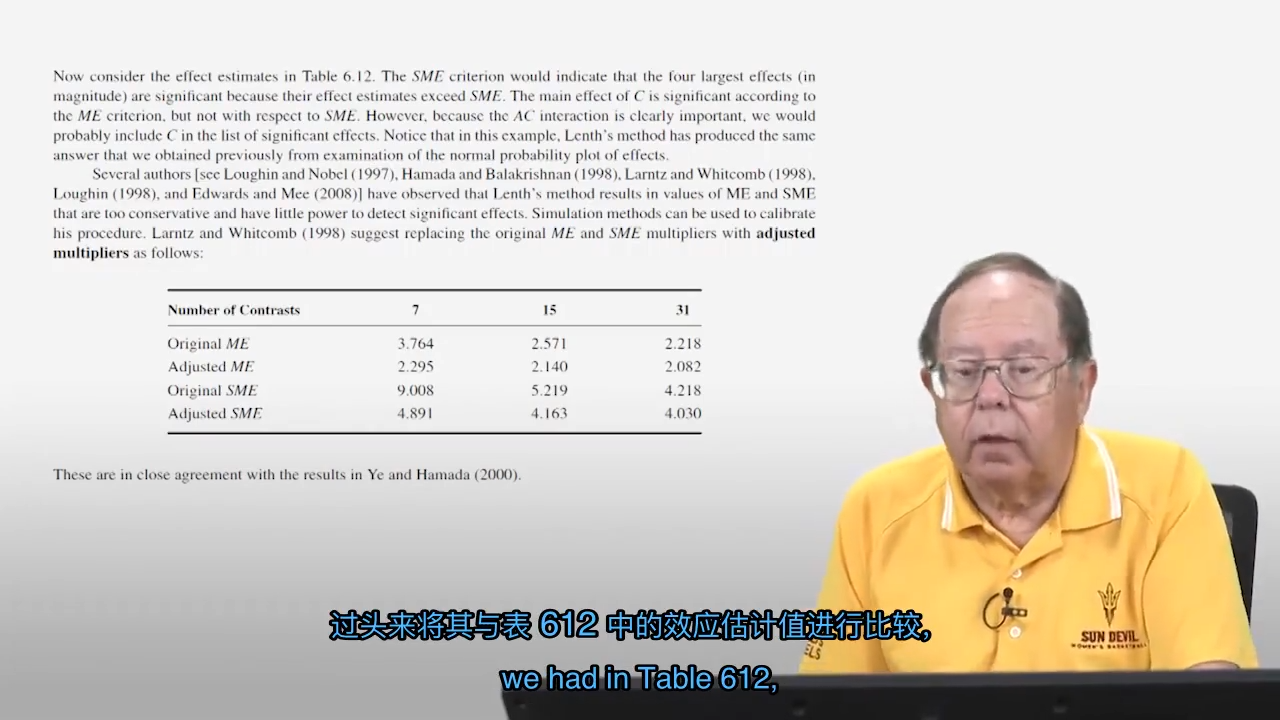 Now consider the effect estimates in Table 6.12. The SME criterion would indicate that the four largest effects (in
magnitude) are significant because their effect estimates exceed SME. The main effect of C is significant according to
the ME criterion, but not with respect to SME. However, because the AC interaction is clearly important, we would
probably include C in the list of significant effects. Notice that in this example, Lenth's method has produced the same
answer that we obtained previously from examination of the normal probability plot of effects.
Several authors [see Loughin and Nobel (1997), Hamada and Balakrishnan (1998), Larntz and Whitcomb (1998),
Loughin (1998), and Edwards and Mee (2008)] have observed that Lenth's method results in values of ME and SME
that are too conservative and have little power to detect significant effects. Simulation methods can be used to calibrate
his procedure. Larntz and Whitcomb (1998) suggest replacing the original ME and SME multipliers with adjusted
multipliers as follows:
Number of Contrasts 7 15 31
Original ME 3.764 2.571 2.218
Adjusted ME 2.295 2.140 2.082
Original SME 9.008 5.219 4.218
Adjusted SME 4.891 4.163 4.030
These are in close agreement with the results in Ye and Hamada (2000).
SUN DEVIL
WOMEN'S BASKETBALL
ELS
过头来将其与表 612 中的效应估计值进行比较,
we had in Table 612,